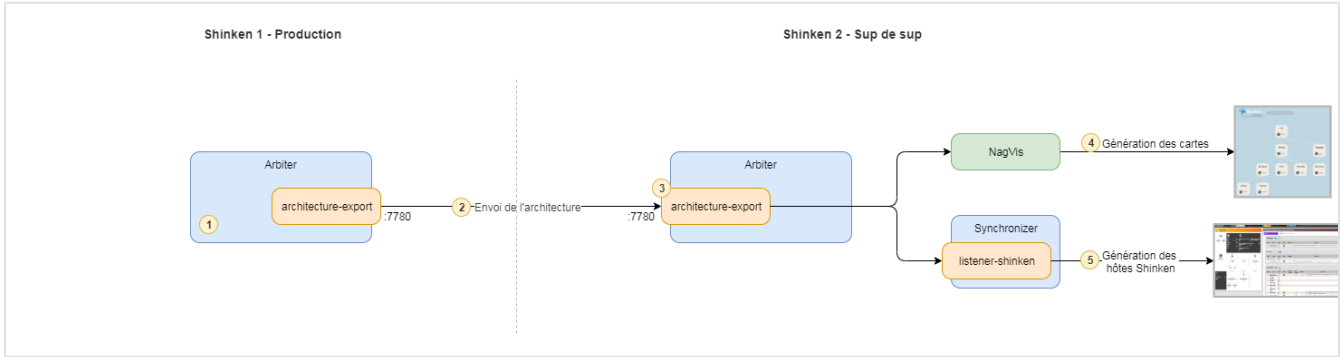 Shinken 1 - Production
Shinken 2 - Sup de sup
Arbiter
architecture-export
:7780
1
2
Envoi de l'architecture
3
Arbiter
architecture-export
:7780
NagVis
4
Génération des cartes
Synchronizer
listener-shinken
5
Génération des
hôtes Shinken